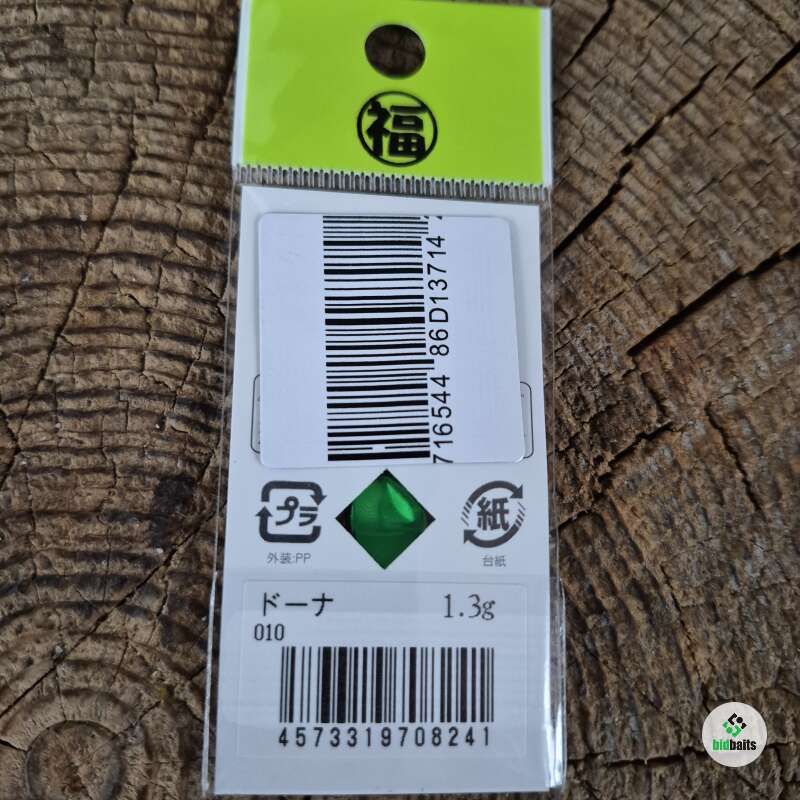 福
716544 86D13714
プラ
紙
外装:PP
台紙
ドーナ 1.3g
010
4573319708241
bidbaits